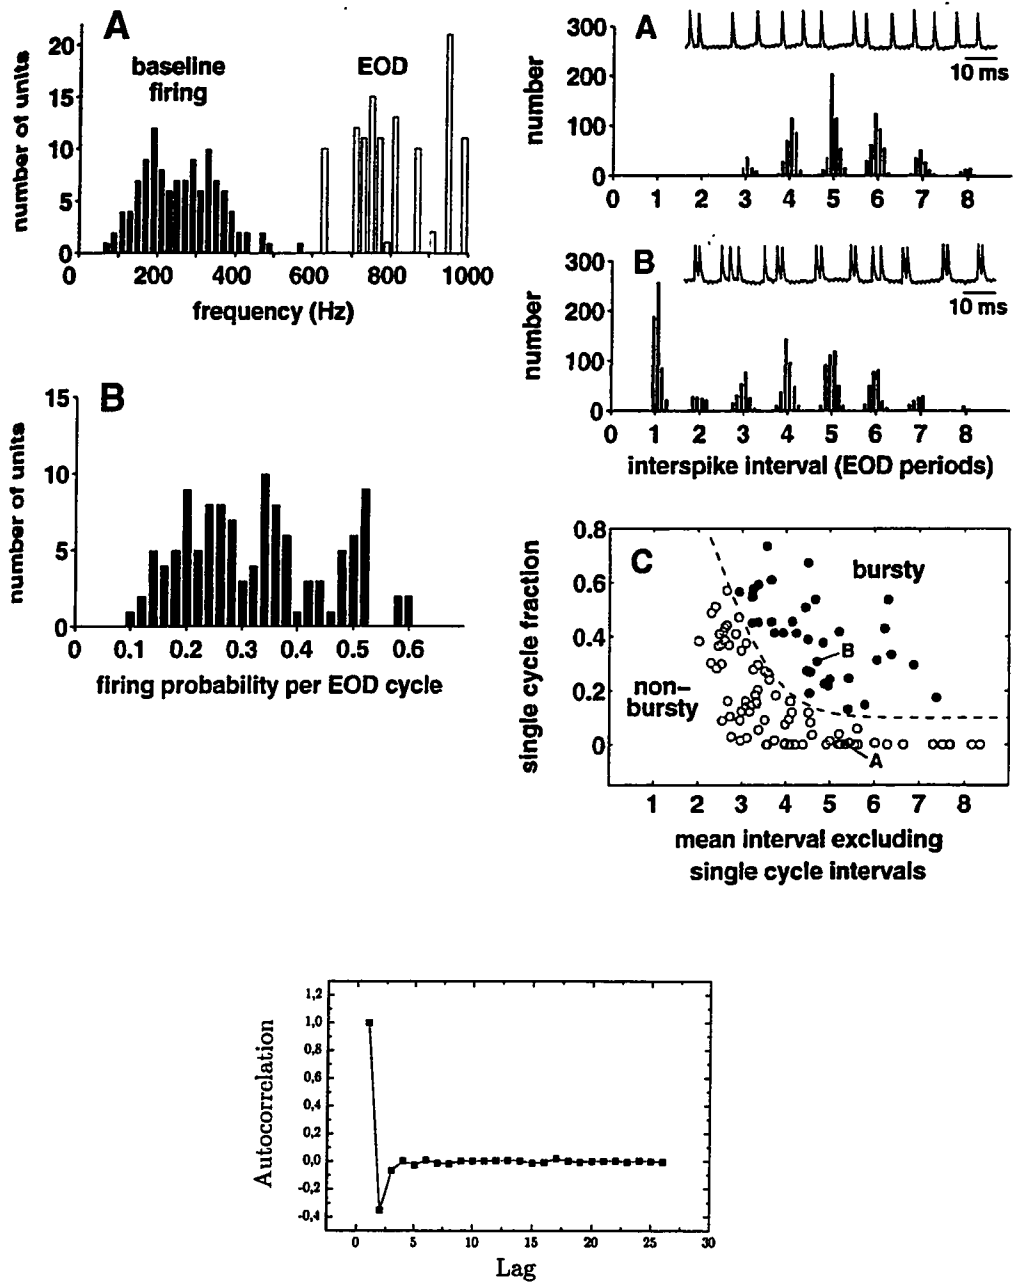 A
number of units
20
15
10
5
0
baseline
firing
EOD
0 200 400 600 800 1000
frequency (Hz)
B
number of units
15
10
5
0
0 0.1 0.2 0.3 0.4 0.5 0.6
firing probability per EOD cycle
A
number
300
200
100
0
10 ms
0 1 2 3 4 5 6 7 8
B
number
300
200
100
0
10 ms
0 1 2 3 4 5 6 7 8
interspike interval (EOD periods)
C
single cycle fraction
0.8
0.6
0.4
0.2
0
bursty
B
non-
bursty
A
1 2 3 4 5 6 7 8
mean interval excluding
single cycle intervals
Autocorrelation
1,2
1,0
0,8
0,6
0,4
0,2
0,0
-0,2
-0,4
0 5 10 15 20 25 30
Lag